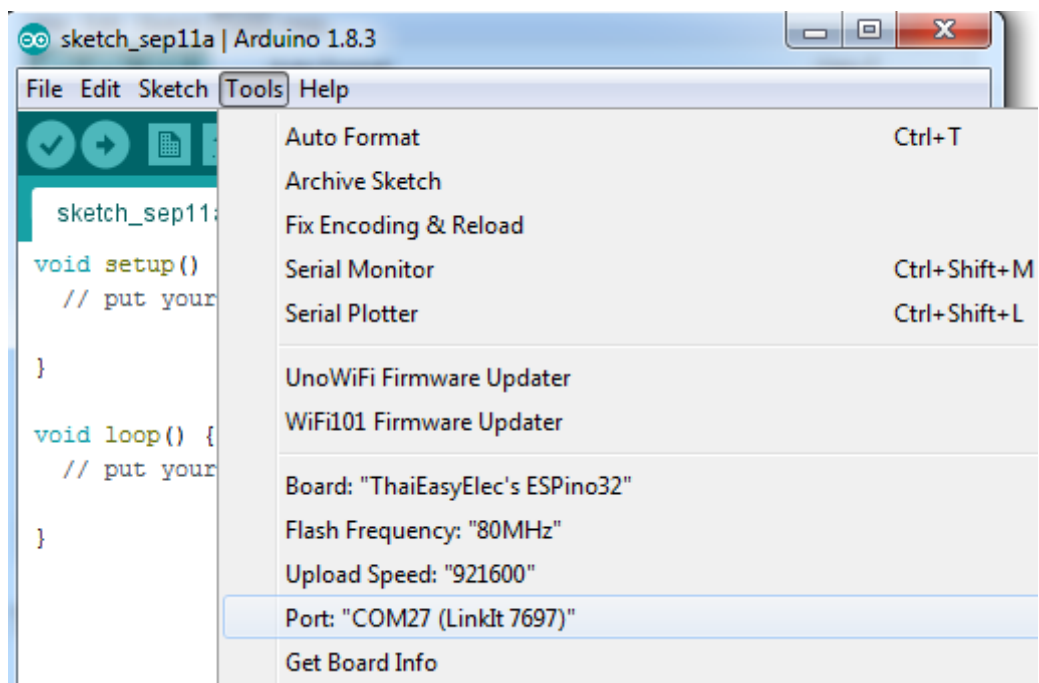 sketch_sep11a | Arduino 1.8.3
File Edit Sketch Tools Help
Auto Format Ctrl+T
Archive Sketch
sketch_sep11a
Fix Encoding & Reload
void setup()
Serial Monitor Ctrl+Shift+M
// put your
Serial Plotter Ctrl+Shift+L
}
UnoWiFi Firmware Updater
WiFi101 Firmware Updater
void loop() {
// put your
Board: "ThaiEasyElec's ESPino32"
Flash Frequency: "80MHz"
}
Upload Speed: "921600"
Port: "COM27 (LinkIt 7697)"
Get Board Info